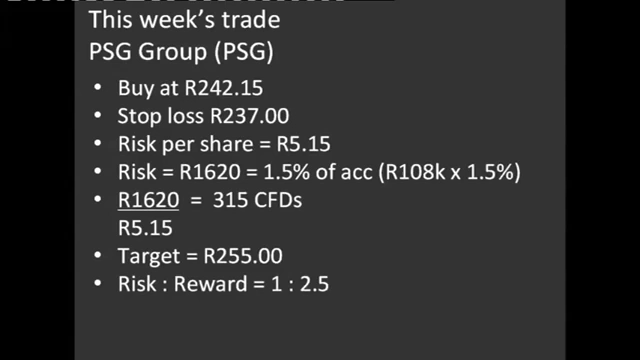 This week's trade
PSG Group (PSG)
• Buy at R242.15
• Stop loss R237.00
• Risk per share = R5.15
• Risk = R1620 = 1.5% of acc (R108k x 1.5%)
• R1620 = 315 CFDs
R5.15
• Target = R255.00
• Risk : Reward = 1 : 2.5